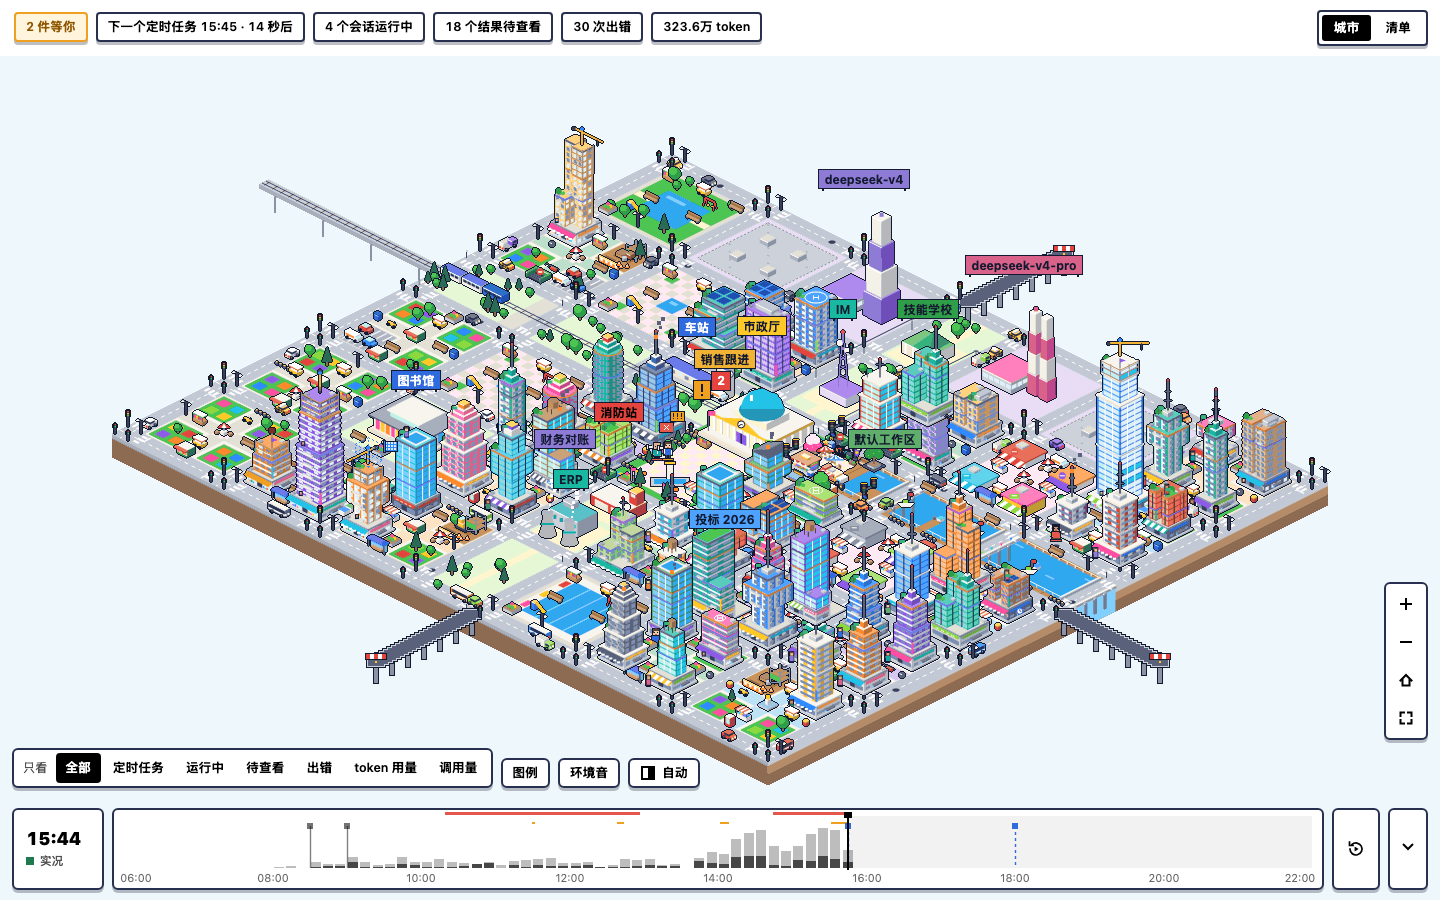 2 件等你
下一个定时任务 15:45 · 14 秒后
4 个会话运行中
18 个结果待查看
30 次出错
323.6万 token
城市
清单
deepseek-v4
deepseek-v4-pro
IM
技能学校
车站
市政厅
销售跟进
! 2
图书馆
消防站
!!!
财务对账
默认工作区
ERP
投标 2026
H
只看
全部
定时任务
运行中
待查看
出错
token 用量
调用量
图例
环境音
自动
15:44
实况
06:00
08:00
10:00
12:00
14:00
16:00
18:00
20:00
22:00